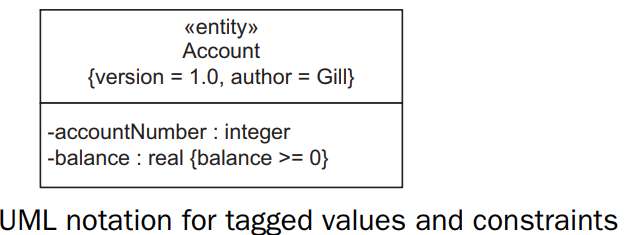 «entity»
Account
{version = 1.0, author = Gill}
-accountNumber : integer
-balance : real {balance >= 0}
UML notation for tagged values and constraints